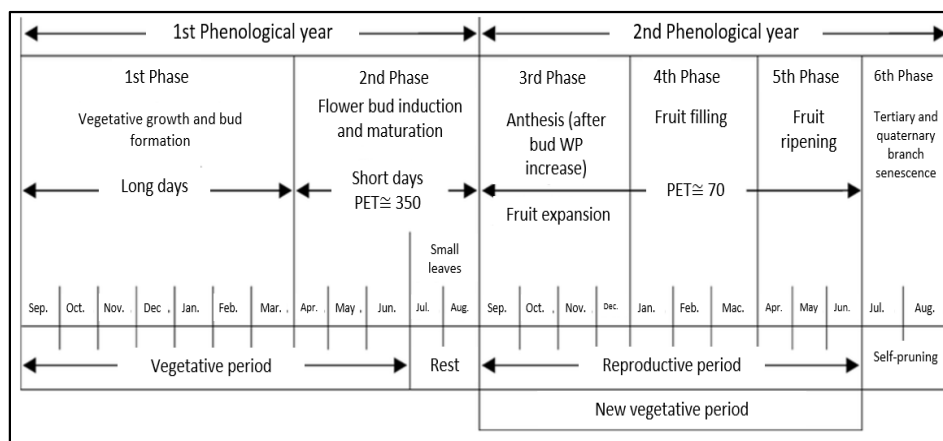 1st Phenological year
2nd Phenological year
1st Phase
2nd Phase
3rd Phase
4th Phase
5th Phase
6th Phase
Vegetative growth and bud
formation
Flower bud induction
and maturation
Anthesis (after
bud WP
increase)
Fruit filling
Fruit
ripening
Tertiary and
quaternary
branch
senescence
Long days
Short days
PET≅ 350
PET≅ 70
Fruit expansion
Small
leaves
Sep. Oct. Nov. Dec , Jan. Feb. Mar. , Apr. May , Jun. Jul. Aug. Sep. Oct. , Nov. Dec. Jan. Feb. Mac. Apr. May Jun. Jul. Aug.
Vegetative period
Rest
Reproductive period
Self-pruning
New vegetative period